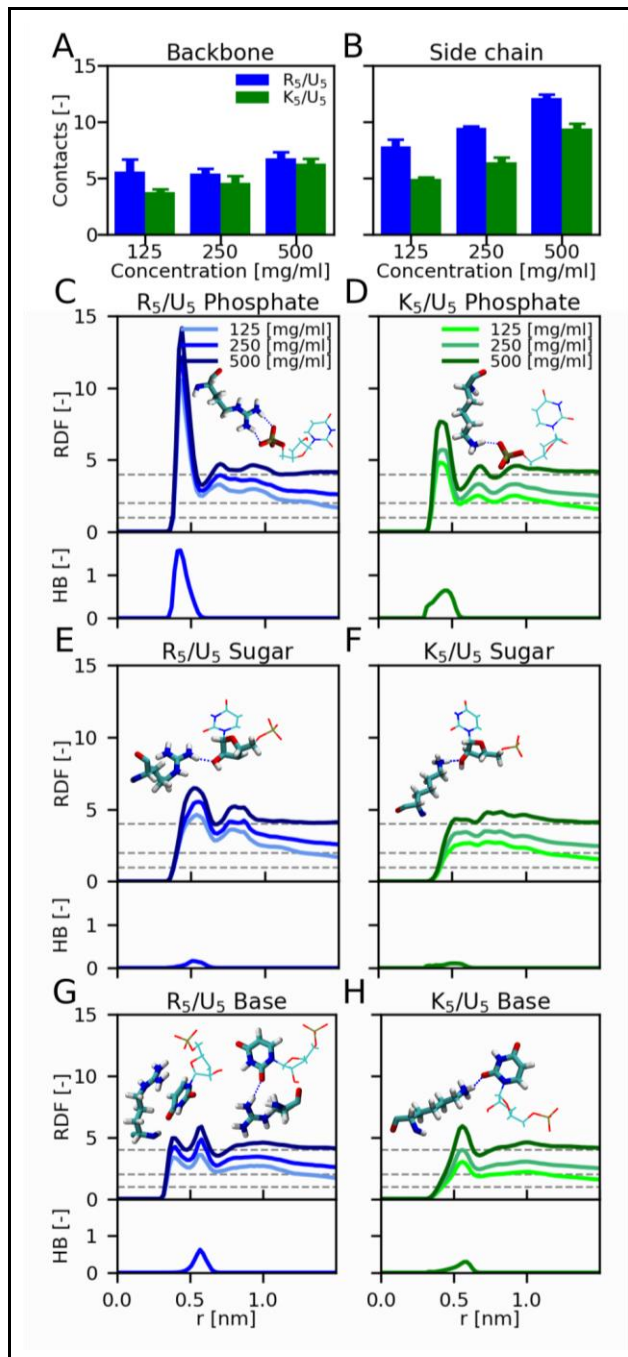 A Backbone
B Side chain
15
10
5
0
Contacts [-]
R₅/U₅
K₅/U₅
125 250 500
Concentration [mg/ml]
125 250 500
Concentration [mg/ml]
C R₅/U₅ Phosphate
D K₅/U₅ Phosphate
15
10
5
0
RDF [-]
125 [mg/ml]
250 [mg/ml]
500 [mg/ml]
125 [mg/ml]
250 [mg/ml]
500 [mg/ml]
1
0
HB [-]
E R₅/U₅ Sugar
F K₅/U₅ Sugar
15
10
5
0
RDF [-]
1
0
HB [-]
G R₅/U₅ Base
H K₅/U₅ Base
15
10
5
0
RDF [-]
1
0
HB [-]
0.0 0.5 1.0
r [nm]
0.5 1.0
r [nm]